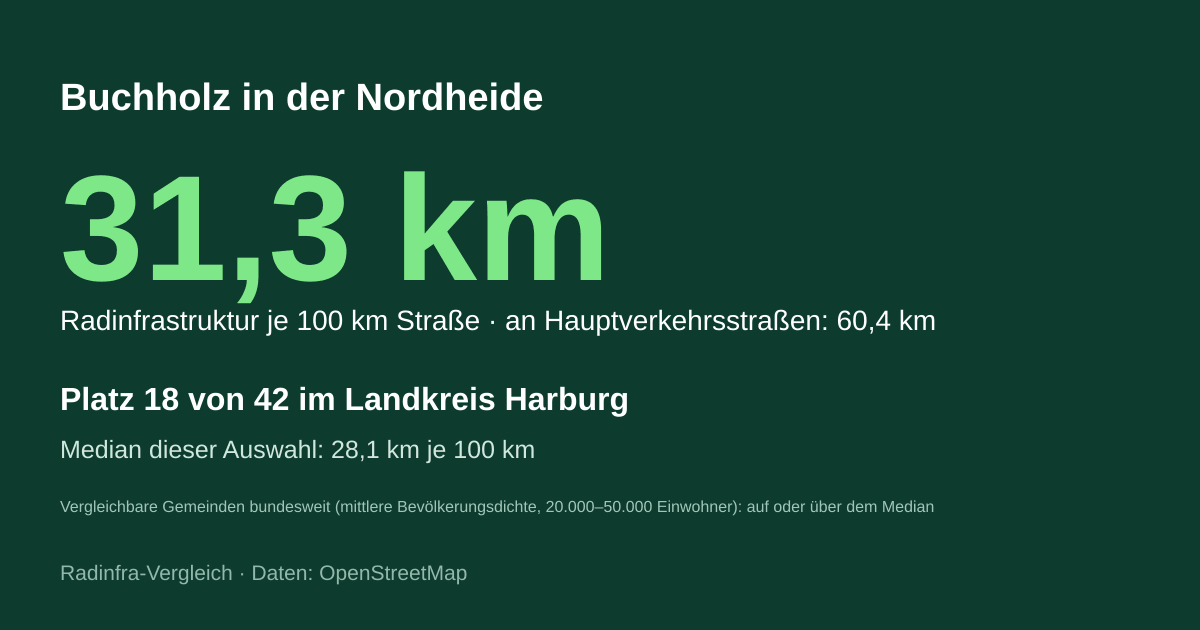 Buchholz in der Nordheide
31,3 km
Radinfrastruktur je 100 km Straße · an Hauptverkehrsstraßen: 60,4 km
Platz 18 von 42 im Landkreis Harburg
Median dieser Auswahl: 28,1 km je 100 km
Vergleichbare Gemeinden bundesweit (mittlere Bevölkerungsdichte, 20.000–50.000 Einwohner): auf oder über dem Median
Radinfra-Vergleich · Daten: OpenStreetMap